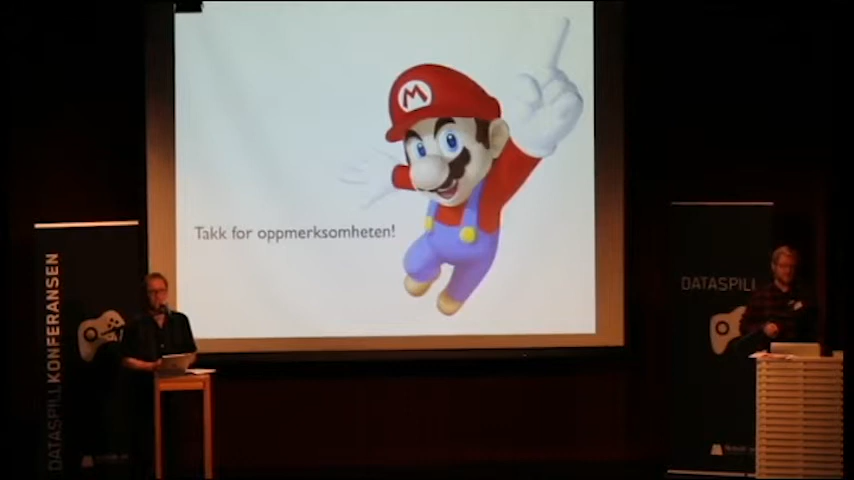 M
Takk for oppmerksomheten!
DATASPILLKONFERANSEN
DATASPILL